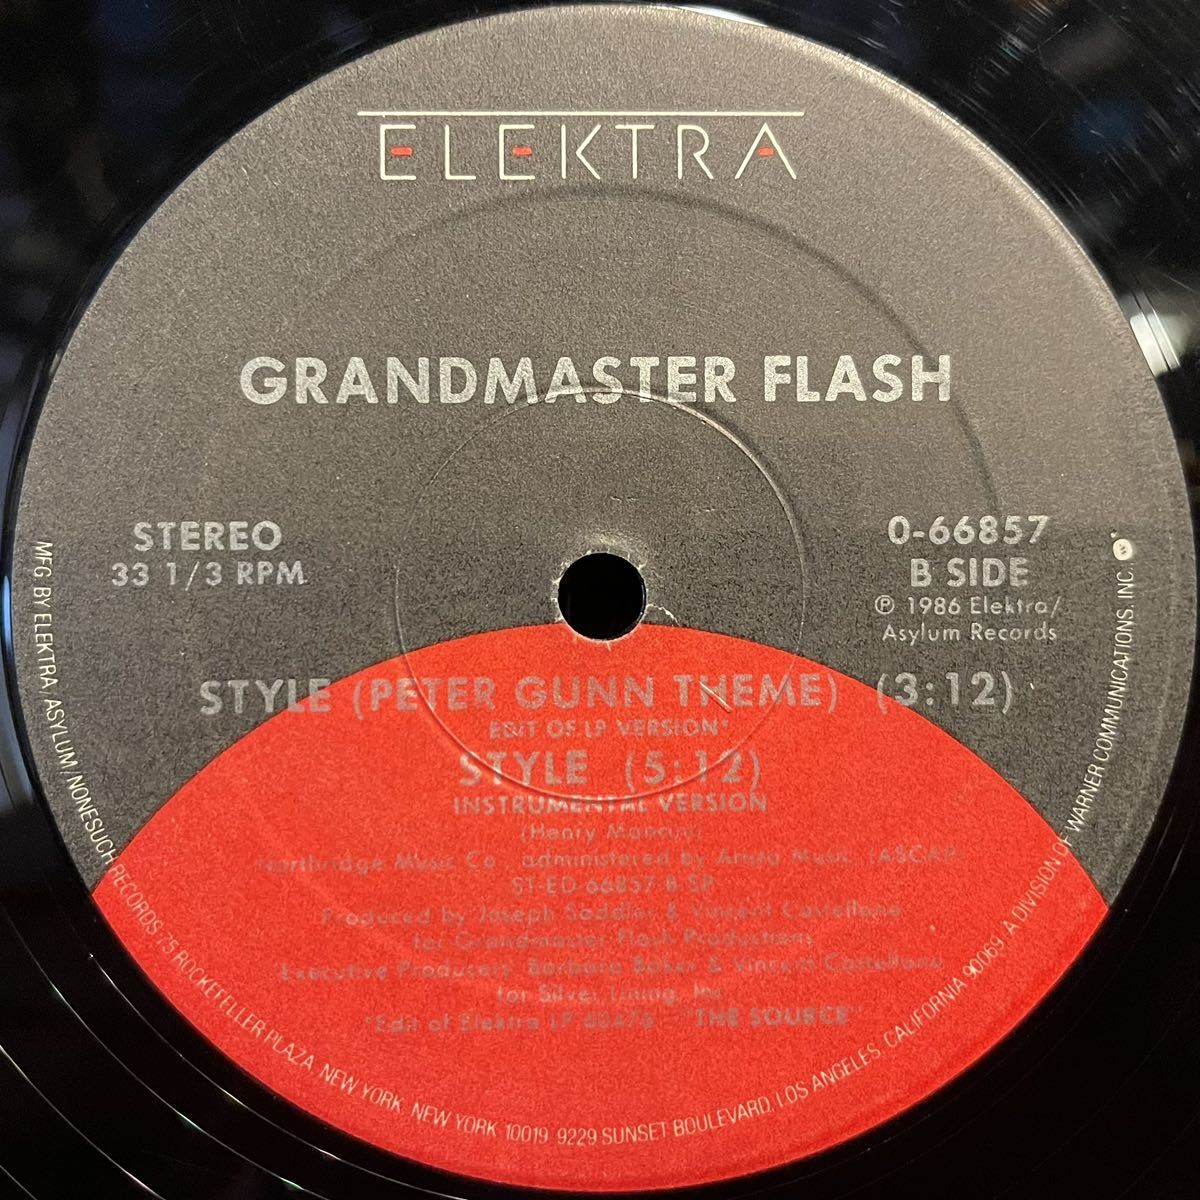 ELEKTRA
GRANDMASTER FLASH
STEREO
33 1/3 RPM
0-66857
B SIDE
℗ 1986 Elektra/
Asylum Records
STYLE (PETER GUNN THEME) (3:12)
EDIT OF LP VERSION*
STYLE (5:12)
INSTRUMENTAL VERSION
(Henry Mancini)
Northridge Music Co., administered by Music, (ASCAP)
ST-ED-66857-B-SP
Produced by Joseph Saddler & Vincent Castellano
for Grandmaster Flash Productions
Executive Producers: Barbara Baker & Vincent Castellano
for Silver Lining, Inc.
*Edit of Elektra LP 60476 "THE SOURCE"
MFG BY ELEKTRA/ASYLUM/NONESUCH RECORDS 75 ROCKEFELLER PLAZA, NEW YORK, NEW YORK 10019 9229 SUNSET BOULEVARD, LOS ANGELES, CALIFORNIA 90069. A DIVISION OF WARNER COMMUNICATIONS, INC.